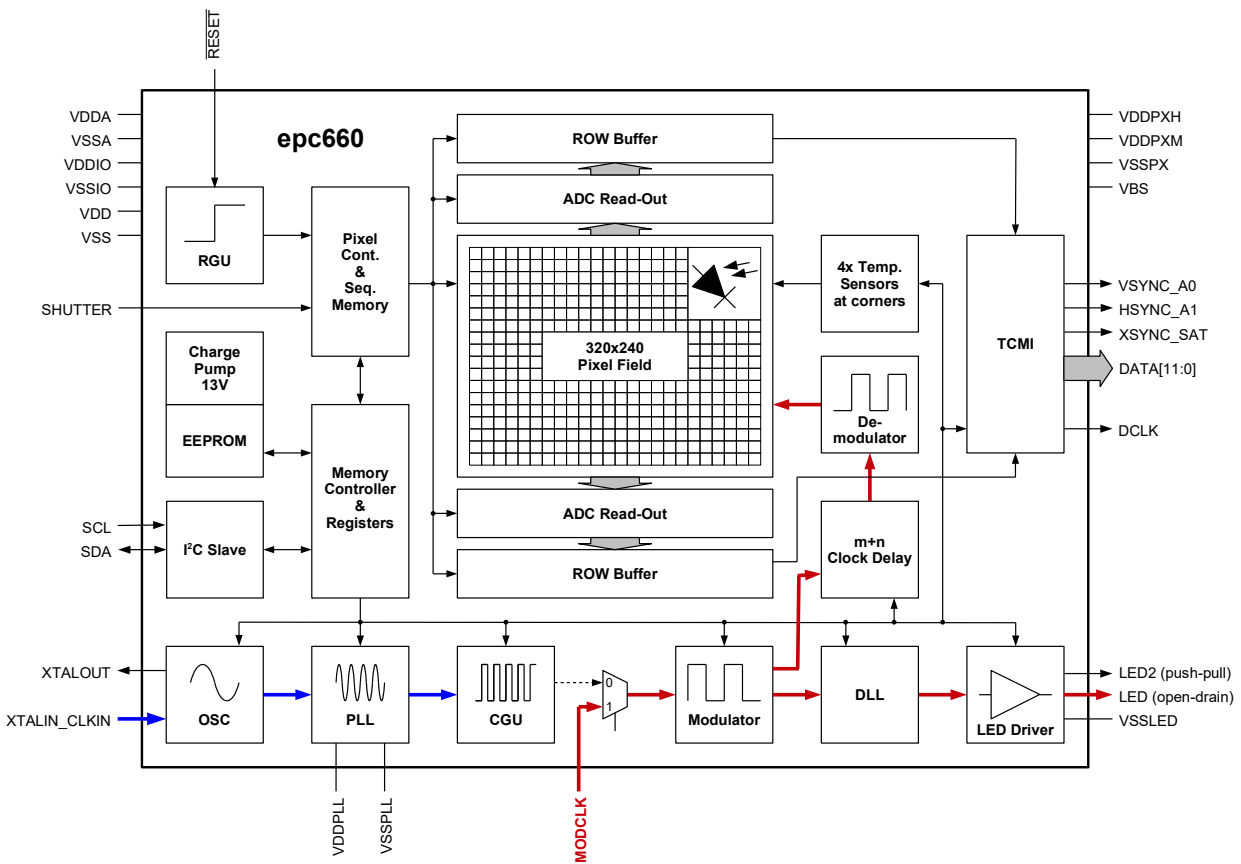 RESET
VDDA
VSSA
VDDIO
VSSIO
VDD
VSS
SHUTTER
SCL
SDA
XTALOUT
XTALIN_CLKIN
epc660
RGU
Pixel
Cont.
&
Seq.
Memory
Charge
Pump
13V
EEPROM
I²C Slave
Memory
Controller
&
Registers
ROW Buffer
ADC Read-Out
320x240
Pixel Field
ADC Read-Out
ROW Buffer
4x Temp.
Sensors
at corners
De-
modulator
m+n
Clock Delay
TCMI
OSC
PLL
CGU
0
1
Modulator
DLL
LED Driver
VDDPXH
VDDPXM
VSSPX
VBS
VSYNC_A0
HSYNC_A1
XSYNC_SAT
DATA[11:0]
DCLK
LED2 (push-pull)
LED (open-drain)
VSSLED
VDDPLL
VSSPLL
MODCLK